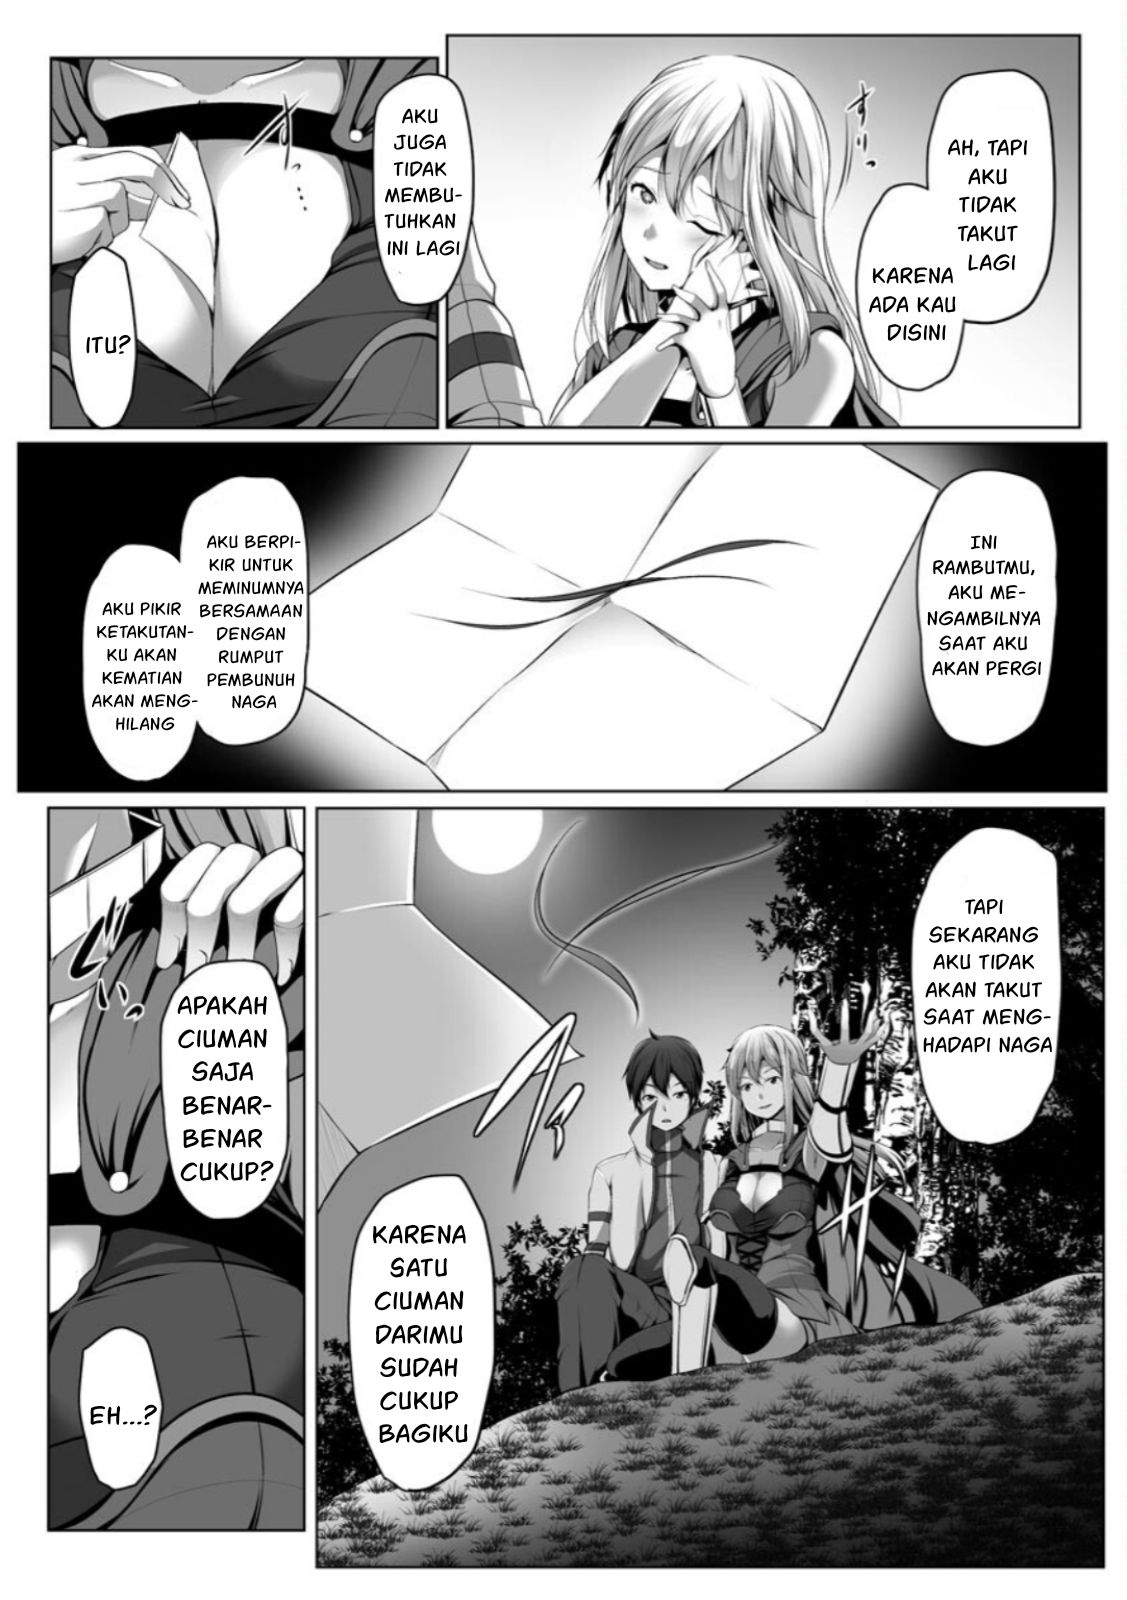 AH, TAPI
AKU
TIDAK
TAKUT
LAGI
KARENA
ADA KAU
DISINI
すり。
AKU
JUGA
TIDAK
MEMBU-
TUHKAN
INI LAGI
ITU?
INI
RAMBUTMU,
AKU ME-
NGAMBILNYA
SAAT AKU
AKAN PERGI
AKU BERPI-
KIR UNTUK
MEMINUMNYA
BERSAMAAN
DENGAN
RUMPUT
PEMBUNUH
NAGA
AKU PIKIR
KETAKUTAN-
KU AKAN
KEMATIAN
AKAN MENG-
HILANG
TAPI
SEKARANG
AKU TIDAK
AKAN TAKUT
SAAT MENG-
HADAPI NAGA
KARENA
SATU
CIUMAN
DARIMU
SUDAH
CUKUP
BAGIKU
APAKAH
CIUMAN
SAJA
BENAR-
BENAR
CUKUP?
EH...?